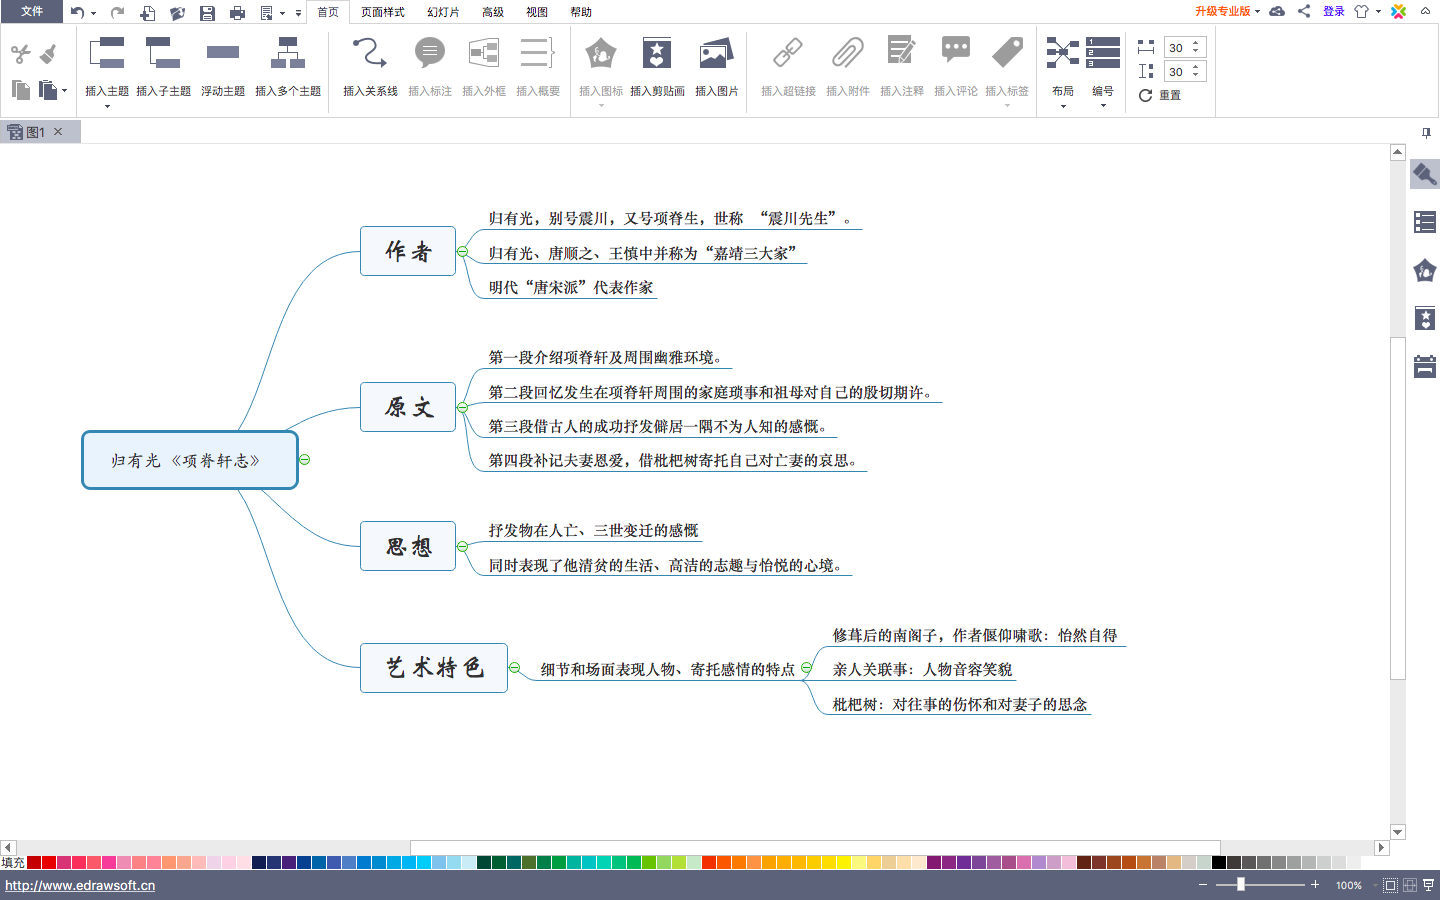 文件
首页
页面样式
幻灯片
高级
视图
帮助
升级专业版
登录
插入主题
插入子主题
浮动主题
插入多个主题
插入关系线
插入标注
插入外框
插入概要
插入图标
插入剪贴画
插入图片
插入超链接
插入附件
插入注释
插入评论
插入标签
布局
编号
30
30
重置
图1
归有光《项脊轩志》
作者
归有光，别号震川，又号项脊生，世称 “震川先生”。
归有光、唐顺之、王慎中并称为“嘉靖三大家”
明代“唐宋派”代表作家
原文
第一段介绍项脊轩及周围幽雅环境。
第二段回忆发生在项脊轩周围的家庭琐事和祖母对自己的殷切期许。
第三段借古人的成功抒发僻居一隅不为人知的感慨。
第四段补记夫妻恩爱，借枇杷树寄托自己对亡妻的哀思。
思想
抒发物在人亡、三世变迁的感慨
同时表现了他清贫的生活、高洁的志趣与怡悦的心境。
艺术特色
细节和场面表现人物、寄托感情的特点
修葺后的南阁子，作者偃仰啸歌：怡然自得
亲人关联事：人物音容笑貌
枇杷树：对往事的伤怀和对妻子的思念
填充
http://www.edrawsoft.cn
100%